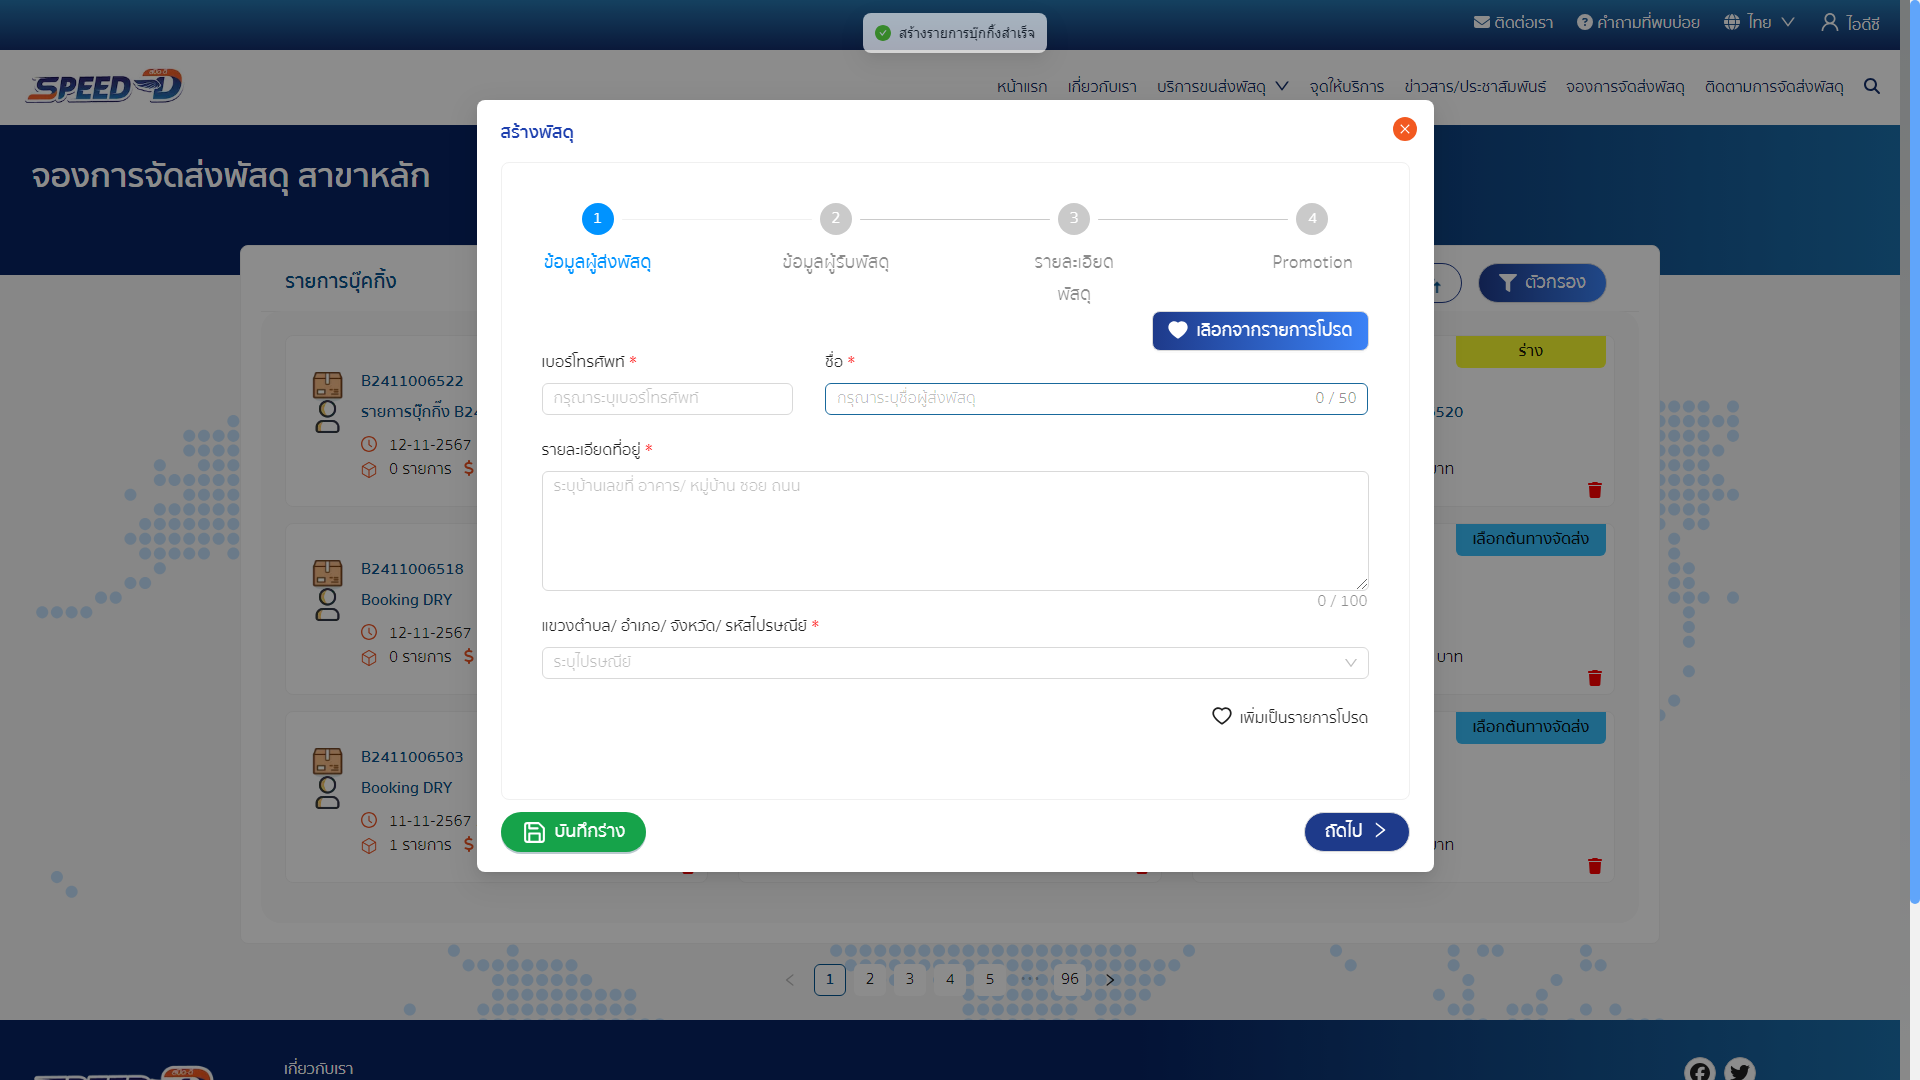 สร้างรายการบุ๊กกิ้งสำเร็จ
ติดต่อเรา
คำถามที่พบบ่อย
ไทย
ไอดีซี
SPEED-D
หน้าแรก
เกี่ยวกับเรา
บริการขนส่งพัสดุ
จุดให้บริการ
ข่าวสาร/ประชาสัมพันธ์
จองการจัดส่งพัสดุ
ติดตามการจัดส่งพัสดุ
จองการจัดส่งพัสดุ สาขาหลัก
สร้างพัสดุ
1
2
3
4
ข้อมูลผู้ส่งพัสดุ
ข้อมูลผู้รับพัสดุ
รายละเอียด
พัสดุ
Promotion
เลือกจากรายการโปรด
เบอร์โทรศัพท์ *
กรุณาระบุเบอร์โทรศัพท์
ชื่อ *
กรุณาระบุชื่อผู้ส่งพัสดุ
0 / 50
รายละเอียดที่อยู่ *
ระบุบ้านเลขที่ อาคาร/ หมู่บ้าน ซอย ถนน
0 / 100
แขวงตำบล/ อำเภอ/ จังหวัด/ รหัสไปรษณีย์ *
ระบุไปรษณีย์
เพิ่มเป็นรายการโปรด
บันทึกร่าง
ถัดไป
รายการบุ๊คกิ้ง
ตัวกรอง
B2411006522
รายการบุ๊กกิ้ง B24
12-11-2567
0 รายการ
ร่าง
B2411006518
Booking DRY
12-11-2567
0 รายการ
เลือกต้นทางจัดส่ง
บาท
B2411006503
Booking DRY
11-11-2567
1 รายการ
เลือกต้นทางจัดส่ง
1
2
3
4
5
•••
96
เกี่ยวกับเรา